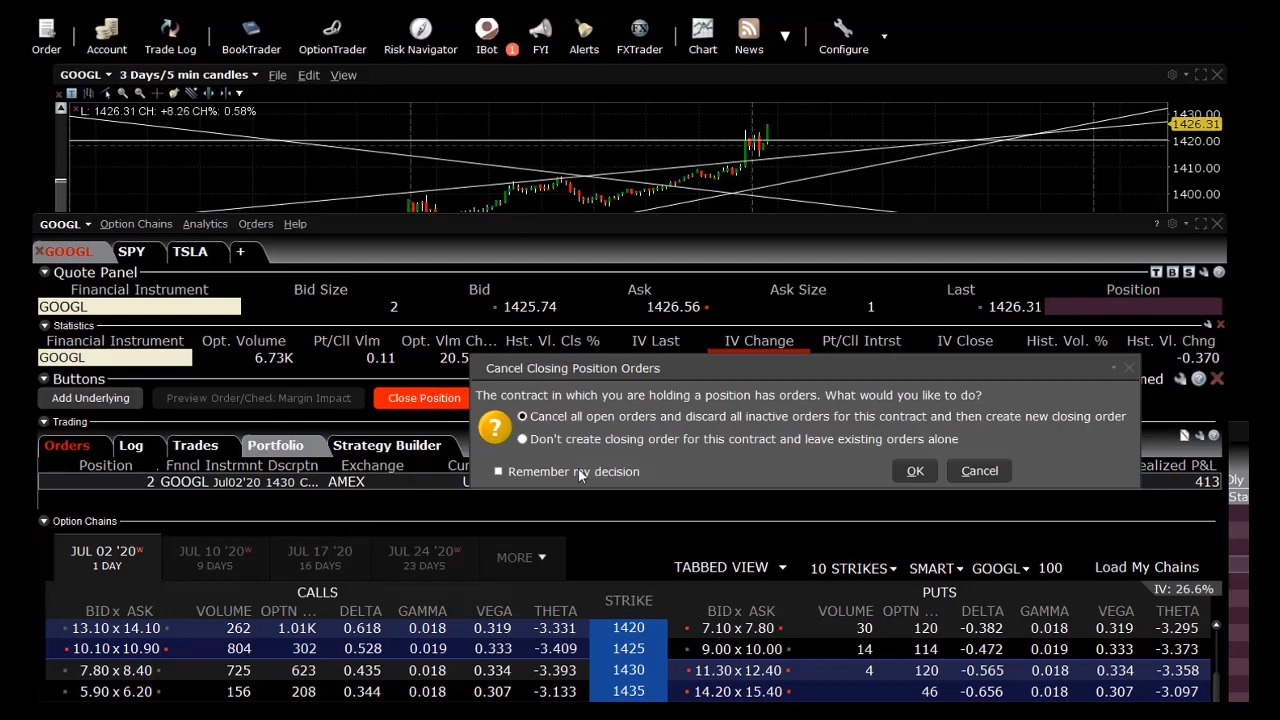 Order Account Trade Log BookTrader OptionTrader Risk Navigator IBot 1 FYI Alerts FXTrader Chart News Configure
GOOGL 3 Days/5 min candles File Edit View
L: 1426.31 CH: +8.26 CH%: 0.58%
1430.00
1426.31
1420.00
1410.00
1400.00
GOOGL Option Chains Analytics Orders Help
GOOGL SPY TSLA +
Quote Panel T B S
Financial Instrument Bid Size Bid Ask Ask Size Last Position
GOOGL 2 1425.74 1426.56 1 1426.31
Statistics
Financial Instrument Opt. Volume Pt/Cll Vlm Opt. Vlm Ch... IV Last IV Change Pt/Cll Intrst IV Close Hist. Vol. % Hist. Vol. Chng
GOOGL 6.73K 0.11 20.5 -0.370
Buttons
Add Underlying Preview Order/Check: Margin Impact Close Position
Cancel Closing Position Orders
The contract in which you are holding a position has orders. What would you like to do?
Cancel all open orders and discard all inactive orders for this contract and then create new closing order
Don't create closing order for this contract and leave existing orders alone
Remember my decision OK Cancel
Trading
Orders Log Trades Portfolio Strategy Builder
Position Fnncl Instrmnt Dscrptn Exchange
2 GOOGL Jul02'20 1430 C... AMEX 413
Option Chains
JUL 02 '20W JUL 10 '20W JUL 17 '20 JUL 24 '20W MORE
1 DAY 9 DAYS 16 DAYS 23 DAYS
TABBED VIEW 10 STRIKES SMART GOOGL 100 Load My Chains
IV: 26.6%
CALLS STRIKE PUTS
BID x ASK VOLUME OPTN ... DELTA GAMMA VEGA THETA BID x ASK VOLUME OPTN ... DELTA GAMMA VEGA THETA
13.10 x 14.10 262 1.01K 0.618 0.018 0.319 -3.331 1420 7.10 x 7.80 30 120 -0.382 0.018 0.319 -3.295
10.10 x 10.90 804 302 0.528 0.019 0.333 -3.409 1425 9.00 x 10.00 14 114 -0.472 0.019 0.333 -3.373
7.80 x 8.40 725 623 0.435 0.018 0.334 -3.393 1430 11.30 x 12.40 4 120 -0.565 0.018 0.334 -3.358
5.90 x 6.20 156 208 0.344 0.018 0.307 -3.133 1435 14.20 x 15.40 46 -0.656 0.018 0.307 -3.097